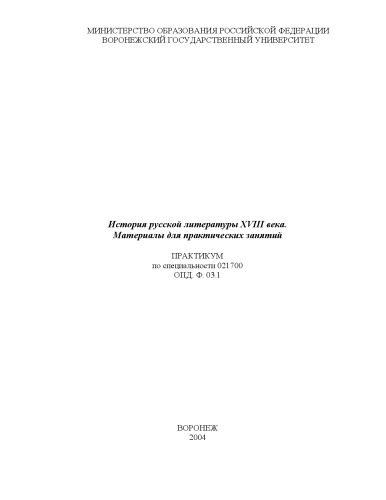 МИНИСТЕРСТВО ОБРАЗОВАНИЯ РОССИЙСКОЙ ФЕДЕРАЦИИ
ВОРОНЕЖСКИЙ ГОСУДАРСТВЕННЫЙ УНИВЕРСИТЕТ
История русской литературы XVIII века.
Материалы для практических занятий
ПРАКТИКУМ
по специальности 021700
ОПД. Ф. 03.1
ВОРОНЕЖ
2004